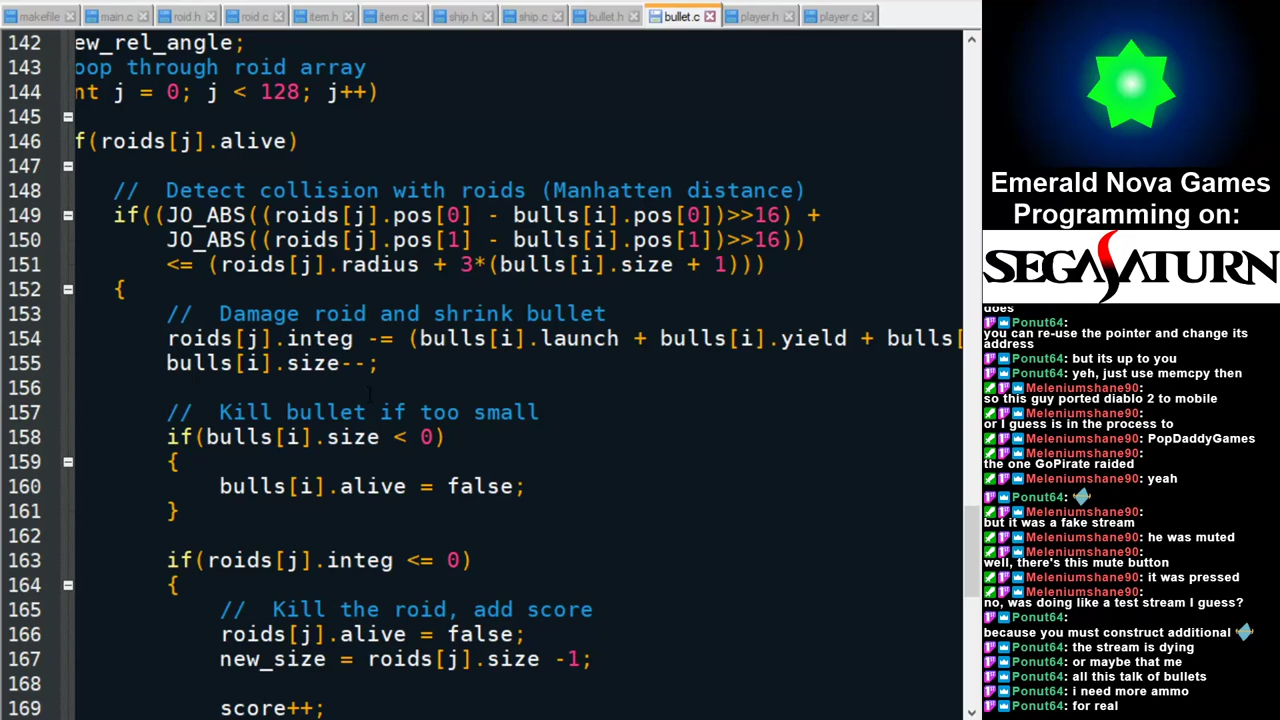 makefile main.c roid.h roid.c item.h item.c ship.h ship.c bullet.h bullet.c player.h player.c
142 ew_rel_angle;
143 oop through roid array
144 nt j = 0; j < 128; j++)
145
146 f(roids[j].alive)
147
148 // Detect collision with roids (Manhatten distance)
149 if((JO_ABS((roids[j].pos[0] - bulls[i].pos[0])>>16) +
150 JO_ABS((roids[j].pos[1] - bulls[i].pos[1])>>16))
151 <= (roids[j].radius + 3*(bulls[i].size + 1)))
152 {
153 // Damage roid and shrink bullet
154 roids[j].integ -= (bulls[i].launch + bulls[i].yield + bulls[
155 bulls[i].size--;
156
157 // Kill bullet if too small
158 if(bulls[i].size < 0)
159 {
160 bulls[i].alive = false;
161 }
162
163 if(roids[j].integ <= 0)
164 {
165 // Kill the roid, add score
166 roids[j].alive = false;
167 new_size = roids[j].size -1;
168
169 score++;
Emerald Nova Games
Programming on:
SEGA SATURN
does
Ponut64:
you can re-use the pointer and change its
address
Ponut64: but its up to you
Ponut64: yeh, just use memcpy then
Meleniumshane90:
so this guy ported diablo 2 to mobile
Meleniumshane90:
or I guess is in the process to
Meleniumshane90: PopDaddyGames
Meleniumshane90:
the one GoPirate raided
Meleniumshane90: yeah
Ponut64:
Meleniumshane90:
but it was a fake stream
Meleniumshane90: he was muted
Meleniumshane90:
well, there's this mute button
Meleniumshane90: it was pressed
Meleniumshane90:
no, was doing like a test stream I guess?
Ponut64:
because you must construct additional
Ponut64: the stream is dying
Ponut64: or maybe that me
Ponut64: all this talk of bullets
Ponut64: i need more ammo
Ponut64: for real